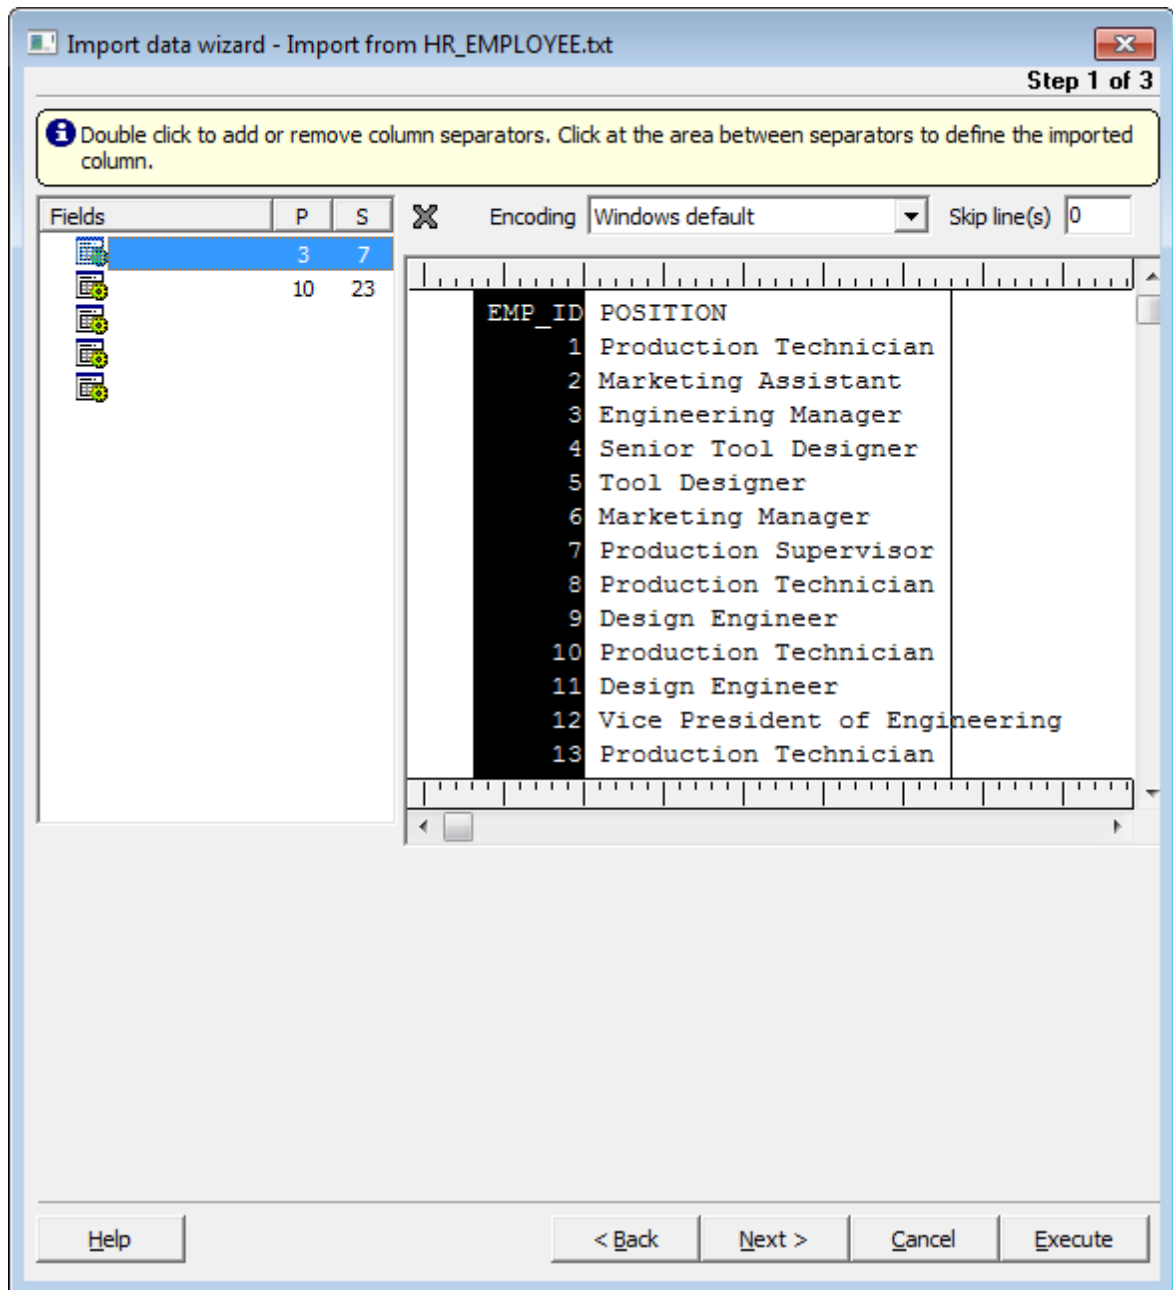 Import data wizard - Import from HR_EMPLOYEE.txt
Step 1 of 3
Double click to add or remove column separators. Click at the area between separators to define the imported
column.
Fields P S
Encoding Windows default Skip line(s) 0
3 7
10 23
EMP_ID POSITION
1 Production Technician
2 Marketing Assistant
3 Engineering Manager
4 Senior Tool Designer
5 Tool Designer
6 Marketing Manager
7 Production Supervisor
8 Production Technician
9 Design Engineer
10 Production Technician
11 Design Engineer
12 Vice President of Engineering
13 Production Technician
Help < Back Next > Cancel Execute